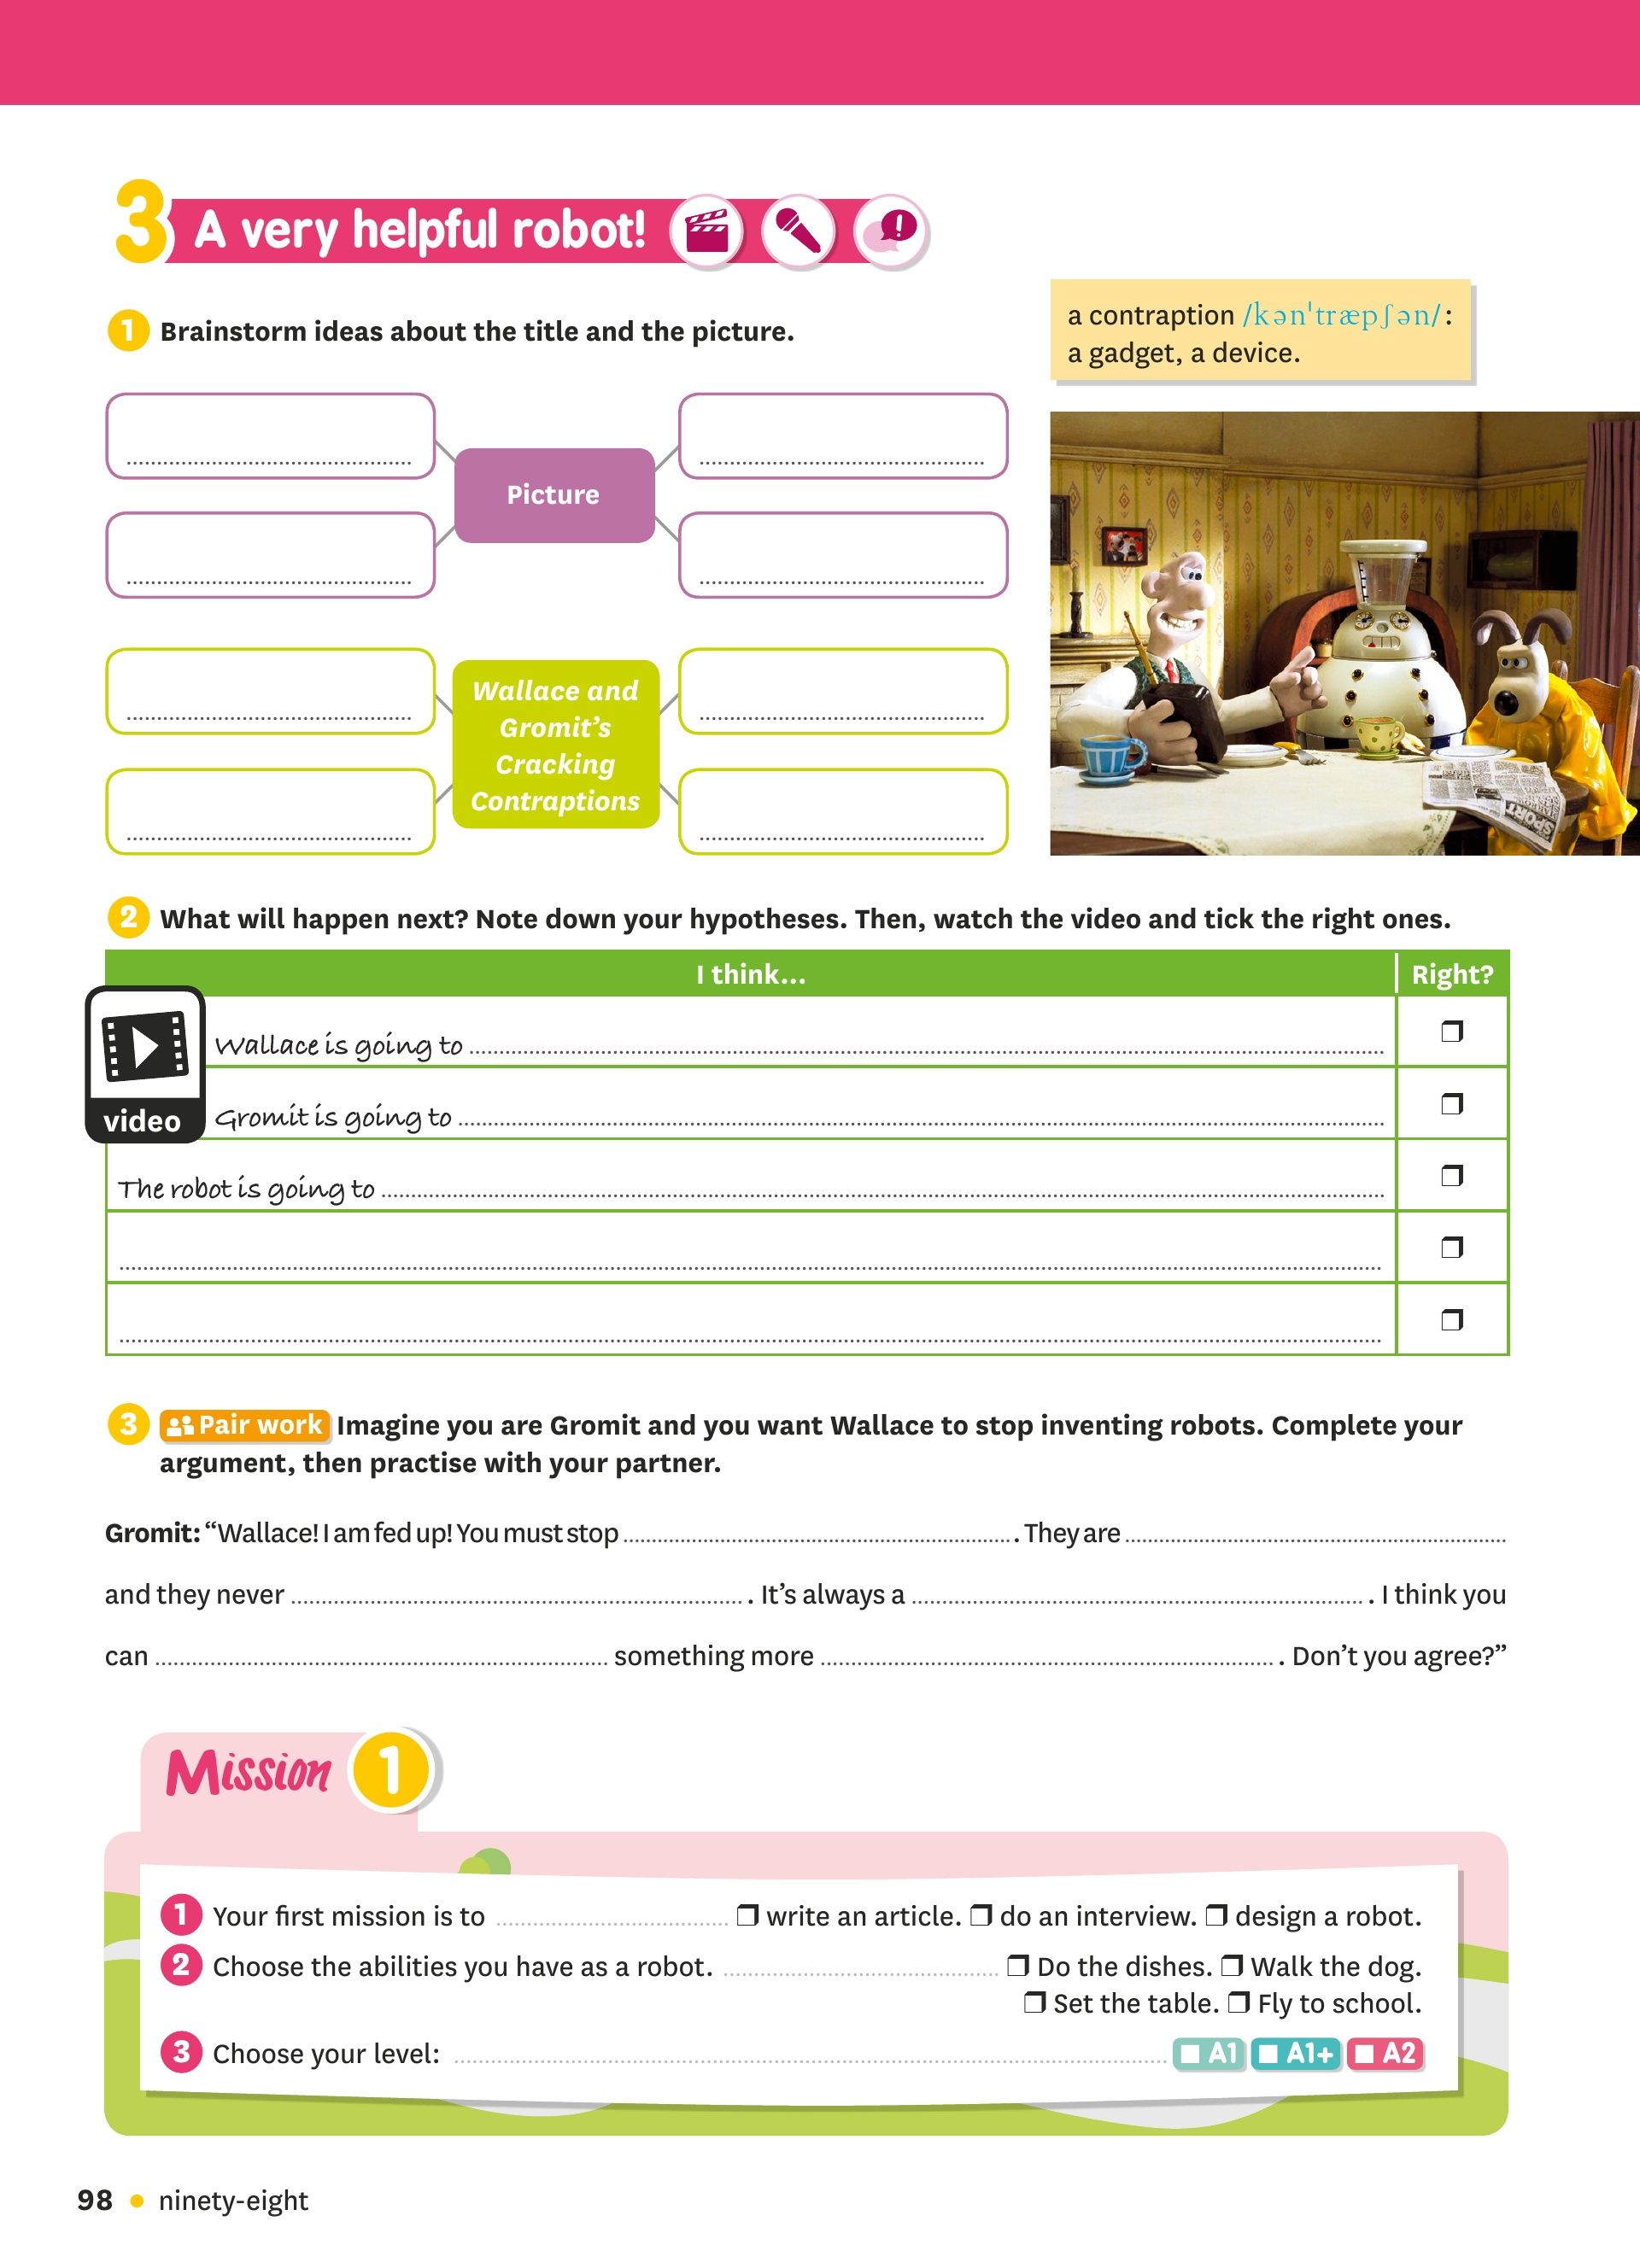 3 A very helpful robot!
a contraption /kənˈtræpʃən/:
a gadget, a device.
1 Brainstorm ideas about the title and the picture.
Picture
Wallace and
Gromit's
Cracking
Contraptions
SPORT
2 What will happen next? Note down your hypotheses. Then, watch the video and tick the right ones.
I think... Right?
video
Wallace is going to
Gromit is going to
The robot is going to
3 Pair work Imagine you are Gromit and you want Wallace to stop inventing robots. Complete your
argument, then practise with your partner.
Gromit: “Wallace! I am fed up! You must stop . They are
and they never . It's always a . I think you
can something more . Don't you agree?”
Mission 1
1 Your first mission is to ❒ write an article. ❒ do an interview. ❒ design a robot.
2 Choose the abilities you have as a robot. ❒ Do the dishes. ❒ Walk the dog.
❒ Set the table. ❒ Fly to school.
3 Choose your level: A1 A1+ A2
98 • ninety-eight